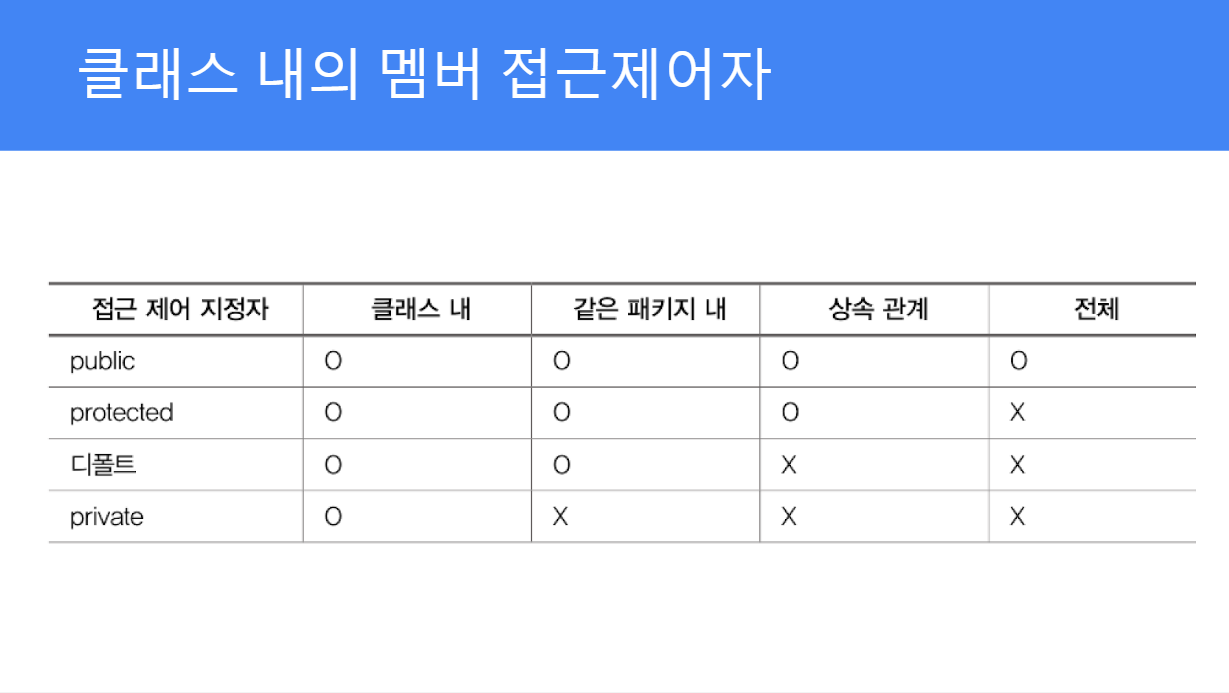 클래스 내의 멤버 접근제어자
접근 제어 지정자 클래스 내 같은 패키지 내 상속 관계 전체
public O O O O
protected O O O X
디폴트 O O X X
private O X X X